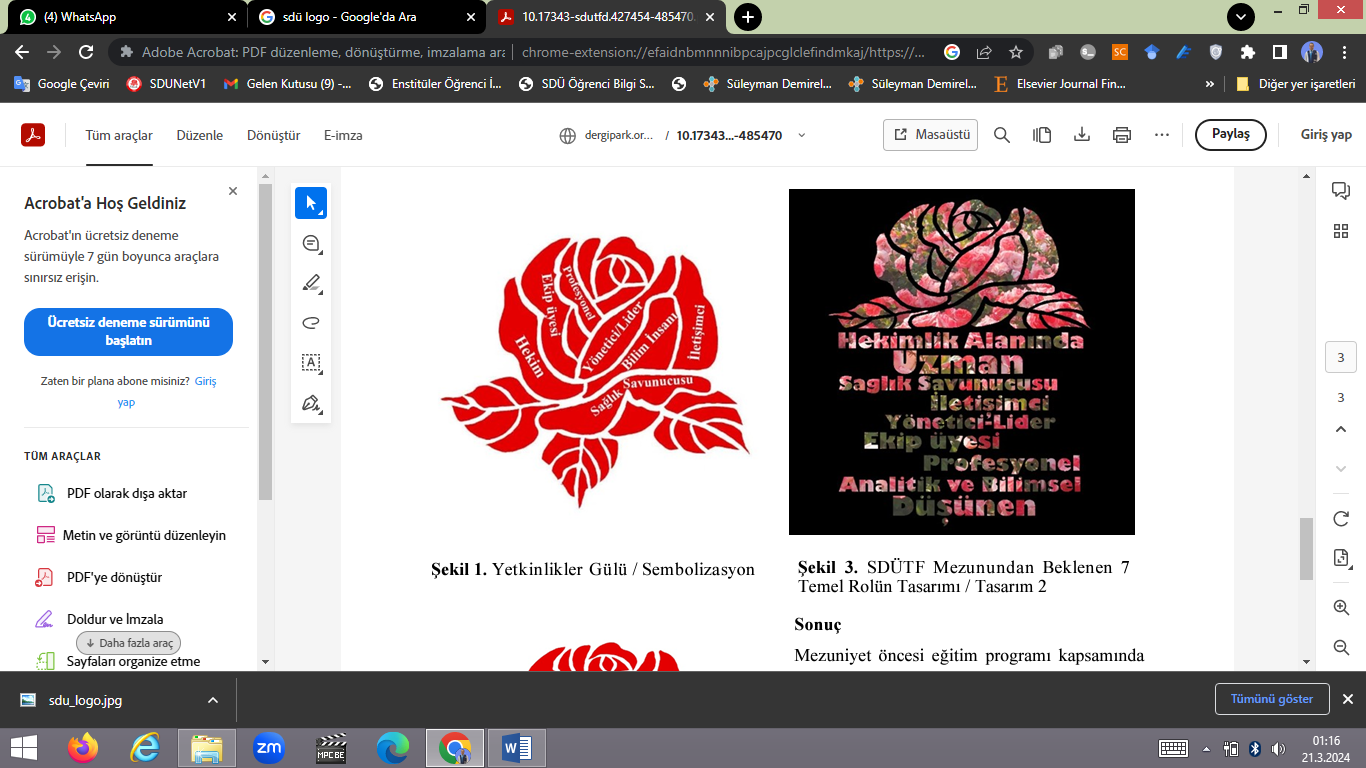 (4) WhatsApp
sdü logo - Google'da Ara
10.17343-sdutfd.427454-485470.
Adobe Acrobat: PDF düzenleme, dönüştürme, imzalama ara
chrome-extension://efaidnbmnnnibpcajpcglclefindmkaj/https://...
Google Çeviri
SDUNetV1
Gelen Kutusu (9) -...
Enstitüler Öğrenci İ...
SDÜ Öğrenci Bilgi S...
Süleyman Demirel...
Süleyman Demirel...
Elsevier Journal Fin...
»
Diğer yer işaretleri
Tüm araçlar
Düzenle
Dönüştür
E-imza
dergipark.or... / 10.17343...-485470
Masaüstü
Paylaş
Giriş yap
Acrobat'a Hoş Geldiniz
Acrobat'ın ücretsiz deneme
sürümüyle 7 gün boyunca araçlara
sınırsız erişin.
Ücretsiz deneme sürümünü
başlatın
Zaten bir plana abone misiniz? Giriş
yap
TÜM ARAÇLAR
PDF olarak dışa aktar
Metin ve görüntü düzenleyin
PDF'ye dönüştür
Doldur ve İmzala
Daha fazla araç
Sayfaları organize etme
Hekim
Ekip üyesi
Profesyonel
Yönetici/Lider
Bilim İnsanı
İletişimci
Sağlık Savunucusu
Şekil 1. Yetkinlikler Gülü / Sembolizasyon
Hekimlik Alanında
Uzman
Saglık Savunucusu
İletisimci
Yönetici-Lider
Ekip üyesi
Profesyonel
Analitik ve Bilimsel
Düşünen
Şekil 3. SDÜTF Mezunundan Beklenen 7
Temel Rolün Tasarımı / Tasarım 2
Sonuç
Mezuniyet öncesi eğitim programı kapsamında
3
3
sdu_logo.jpg
Tümünü göster
zm
MPC BE
01:16
21.3.2024